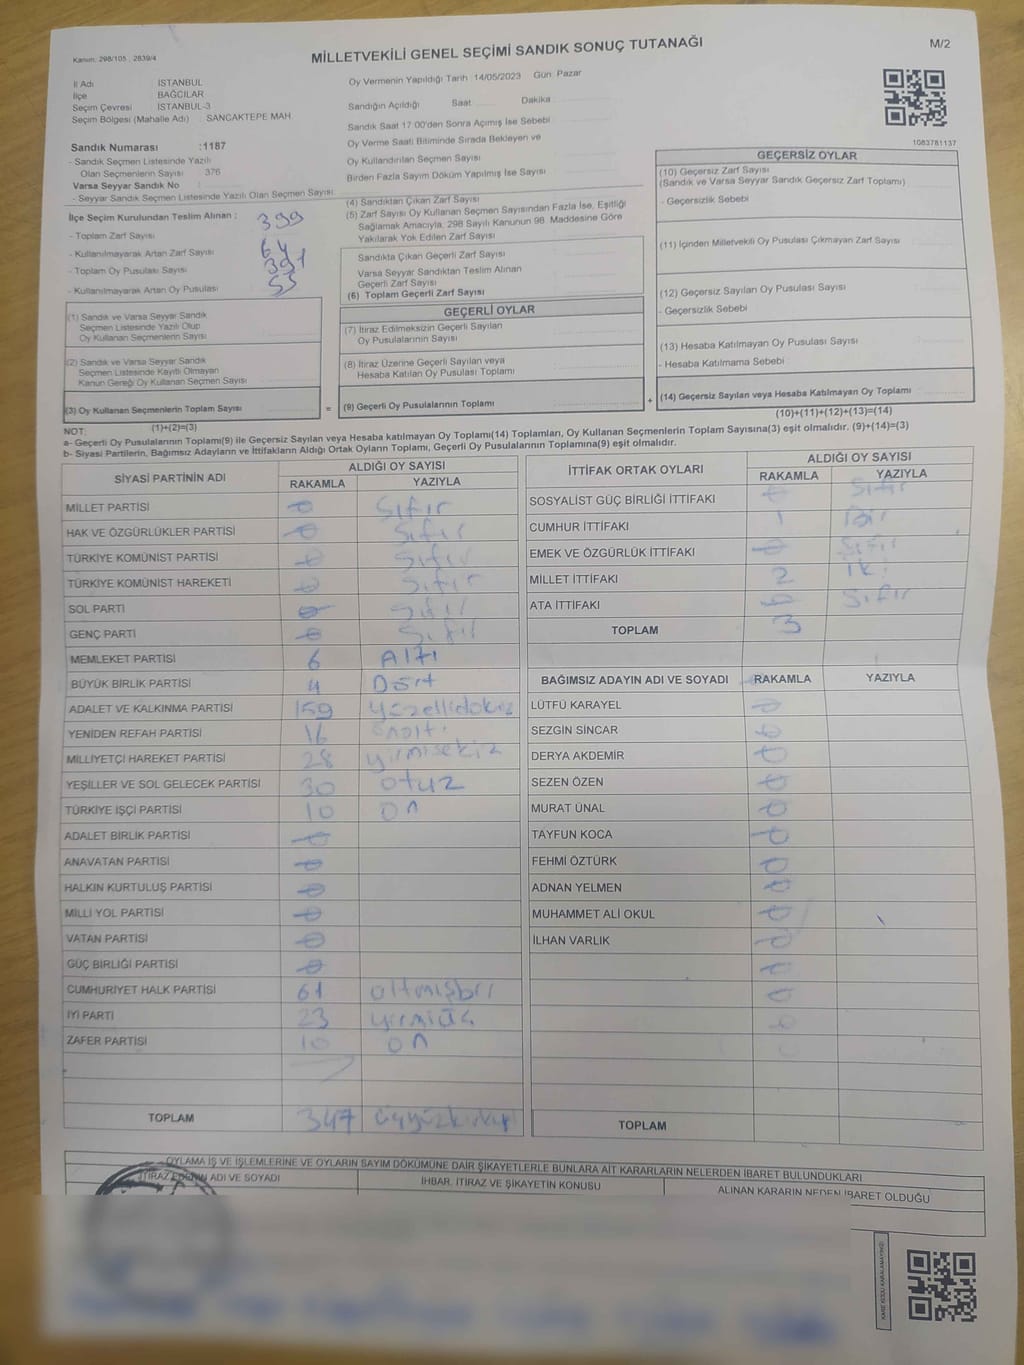 Kanun: 298/105 , 2839/4
MİLLETVEKİLİ GENEL SEÇİMİ SANDIK SONUÇ TUTANAĞI
M/2
İl Adı İSTANBUL
İlçe BAĞCILAR
Seçim Çevresi İSTANBUL-3
Seçim Bölgesi (Mahalle Adı) : SANCAKTEPE MAH.
Oy Vermenin Yapıldığı Tarih :14/05/2023 Gün: Pazar
Sandığın Açıldığı Saat Dakika
Sandık Saat 17:00'den Sonra Açımış İse Sebebi
Oy Verme Saati Bitiminde Sırada Bekleyen ve
Oy Kullandırılan Seçmen Sayısı
Birden Fazla Sayım Döküm Yapılmış İse Sayısı
1083781137
Sandık Numarası :1187
- Sandık Seçmen Listesinde Yazılı
Olan Seçmenlerin Sayısı 376
Varsa Seyyar Sandık No
- Seyyar Sandık Seçmen Listesinde Yazılı Olan Seçmen Sayısı
İlçe Seçim Kurulundan Teslim Alınan :
- Toplam Zarf Sayısı 399
- Kullanılmayarak Artan Zarf Sayısı 64
- Toplam Oy Pusulası Sayısı 391
- Kullanılmayarak Artan Oy Pusulası
(4) Sandıktan Çıkan Zarf Sayısı
(5) Zarf Sayısı Oy Kullanan Seçmen Sayısından Fazla İse, Eşitliği
Sağlamak Amacıyla, 298 Sayılı Kanunun 98. Maddesine Göre
Yakılarak Yok Edilen Zarf Sayısı
Sandıkta Çıkan Geçerli Zarf Sayısı
Varsa Seyyar Sandıktan Teslim Alınan
Geçerli Zarf Sayısı
(6) Toplam Geçerli Zarf Sayısı
GEÇERSİZ OYLAR
(10) Geçersiz Zarf Sayısı
(Sandık ve Varsa Seyyar Sandık Geçersiz Zarf Toplamı)
- Geçersizlik Sebebi
(11) İçinden Milletvekili Oy Pusulası Çıkmayan Zarf Sayısı
(12) Geçersiz Sayılan Oy Pusulası Sayısı
- Geçersizlik Sebebi
(13) Hesaba Katılmayan Oy Pusulası Sayısı
- Hesaba Katılmama Sebebi
(14) Geçersiz Sayılan veya Hesaba Katılmayan Oy Toplamı
(10)+(11)+(12)+(13)=(14)
(1) Sandık ve Varsa Seyyar Sandık
Seçmen Listesinde Yazılı Olup
Oy Kullanan Seçmenlerin Sayısı
(2) Sandık ve Varsa Seyyar Sandık
Seçmen Listesinde Kayıtlı Olmayan
Kanun Gereği Oy Kullanan Seçmen Sayısı
(3) Oy Kullanan Seçmenlerin Toplam Sayısı =
(1)+(2)=(3)
GEÇERLİ OYLAR
(7) İtiraz Edilmeksizin Geçerli Sayılan
Oy Pusulalarının Sayısı
(8) İtiraz Üzerine Geçerli Sayılan veya
Hesaba Katılan Oy Pusulası Toplamı
(9) Geçerli Oy Pusulalarının Toplamı +
NOT:
a- Geçerli Oy Pusulalarının Toplamı(9) ile Geçersiz Sayılan veya Hesaba katılmayan Oy Toplamı(14) Toplamları, Oy Kullanan Seçmenlerin Toplam Sayısına(3) eşit olmalıdır. (9)+(14)=(3)
b- Siyasi Partilerin, Bağımsız Adayların ve İttifakların Aldığı Ortak Oyların Toplamı, Geçerli Oy Pusulalarının Toplamına(9) eşit olmalıdır.
SİYASİ PARTİNİN ADI ALDIĞI OY SAYISI
RAKAMLA YAZIYLA
MİLLET PARTİSİ 0 Sıfır
HAK VE ÖZGÜRLÜKLER PARTİSİ 0 Sıfır
TÜRKİYE KOMÜNİST PARTİSİ 0 Sıfır
TÜRKİYE KOMÜNİST HAREKETİ 0 Sıfır
SOL PARTİ 0 Sıfır
GENÇ PARTİ 0 Sıfır
MEMLEKET PARTİSİ 6 Altı
BÜYÜK BİRLİK PARTİSİ 4 Dört
ADALET VE KALKINMA PARTİSİ 159 yüzellidokuz
YENİDEN REFAH PARTİSİ 16 onaltı
MİLLİYETÇİ HAREKET PARTİSİ 28 yirmisekiz
YEŞİLLER VE SOL GELECEK PARTİSİ 30 otuz
TÜRKİYE İŞÇİ PARTİSİ 10 on
ADALET BİRLİK PARTİSİ 0
ANAVATAN PARTİSİ 0
HALKIN KURTULUŞ PARTİSİ 0
MİLLİ YOL PARTİSİ 0
VATAN PARTİSİ 0
GÜÇ BİRLİĞİ PARTİSİ 0
CUMHURİYET HALK PARTİSİ 61 altmışbir
İYİ PARTİ 23 yirmiüç
ZAFER PARTİSİ 10 on
TOPLAM 347
İTTİFAK ORTAK OYLARI ALDIĞI OY SAYISI
RAKAMLA YAZIYLA
SOSYALİST GÜÇ BİRLİĞİ İTTİFAKI 0 Sıfır
CUMHUR İTTİFAKI 1 Bir
EMEK VE ÖZGÜRLÜK İTTİFAKI 0 Sıfır
MİLLET İTTİFAKI 2 iki
ATA İTTİFAKI 0 Sıfır
TOPLAM 3
BAĞIMSIZ ADAYIN ADI VE SOYADI RAKAMLA YAZIYLA
LÜTFÜ KARAYEL 0
SEZGİN SİNCAR 0
DERYA AKDEMİR 0
SEZEN ÖZEN 0
MURAT ÜNAL 0
TAYFUN KOCA 0
FEHMİ ÖZTÜRK 0
ADNAN YELMEN 0
MUHAMMET ALİ OKUL 0
İLHAN VARLIK 0
0
0
0
0
TOPLAM
OYLAMA İŞ VE İŞLEMLERİNE VE OYLARIN SAYIM DÖKÜMÜNE DAİR ŞİKAYETLERLE BUNLARA AİT KARARLARIN NELERDEN İBARET BULUNDUKLARI
İTİRAZ EDENİN ADI VE SOYADI İHBAR, İTİRAZ VE ŞİKAYETİN KONUSU ALINAN KARARIN NEDEN İBARET OLDUĞU
KARE KODU KARALAMAYINIZ!